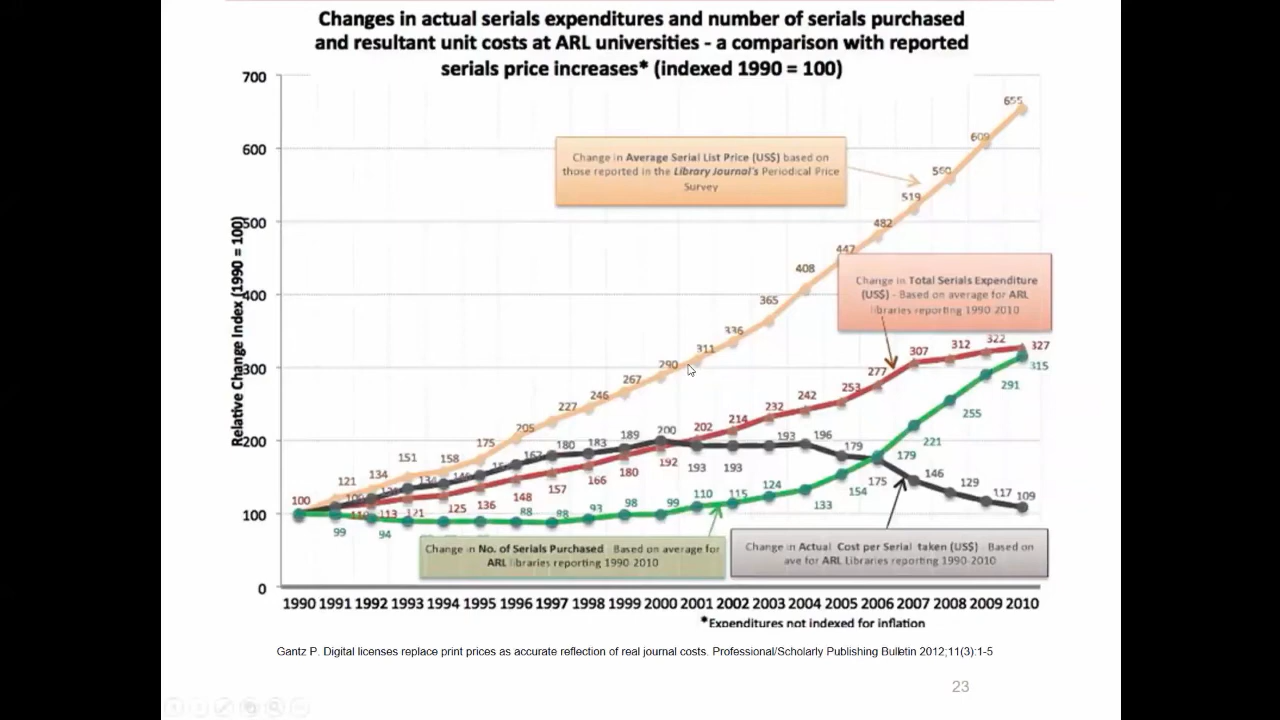 Changes in actual serials expenditures and number of serials purchased
and resultant unit costs at ARL universities - a comparison with reported
serials price increases* (indexed 1990 = 100)
Relative Change Index (1990 = 100)
700
600
500
400
300
200
100
0
Change in Average Serial List Price (US$) based on
those reported in the Library Journal's Periodical Price
Survey
Change in Total Serials Expenditure
(US$) - Based on average for ARL
libraries reporting 1990-2010
Change in No. of Serials Purchased Based on average for
ARL libraries reporting 1990-2010
Change in Actual Cost per Serial taken (US$) Based on
ave for ARL Libraries reporting 1990-2010
100 121 134 151 158 175 205 227 246 267 290 311 336 365 408 447 482 519 560 609 655
113 121 125 136 148 157 166 180 192 202 214 232 242 253 277 307 312 322 327
180 183 189 200 193 193 193 196 179 175 146 129 117 109
99 94 88 88 93 98 99 110 115 124 133 154 179 221 255 291 315
1990 1991 1992 1993 1994 1995 1996 1997 1998 1999 2000 2001 2002 2003 2004 2005 2006 2007 2008 2009 2010
*Expenditures not indexed for inflation
Gantz P. Digital licenses replace print prices as accurate reflection of real journal costs. Professional/Scholarly Publishing Bulletin 2012;11(3):1-5
23